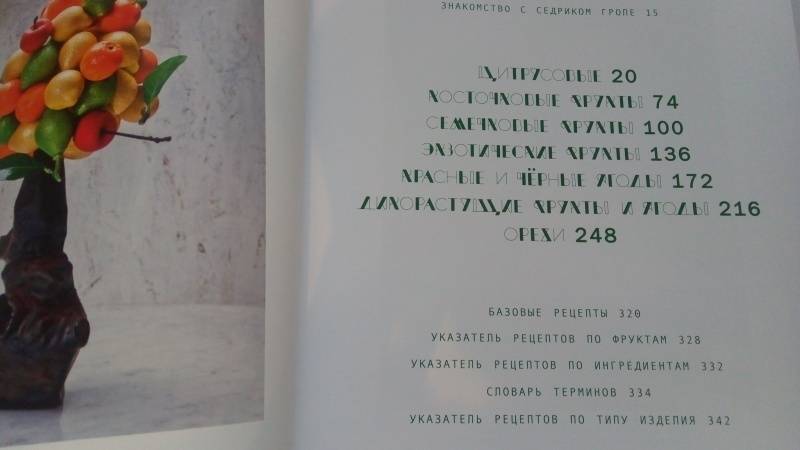 ЗНАКОМСТВО С СЕДРИКОМ ГРОЛЕ 15
ЦИТРУСОВЫЕ 20
КОСТОЧКОВЫЕ ФРУКТЫ 74
СЕМЕЧКОВЫЕ ФРУКТЫ 100
ЭКЗОТИЧЕСКИЕ ФРУКТЫ 136
КРАСНЫЕ И ЧЁРНЫЕ ЯГОДЫ 172
ДИКОРАСТУЩИЕ ФРУКТЫ И ЯГОДЫ 216
ОРЕХИ 248
БАЗОВЫЕ РЕЦЕПТЫ 320
УКАЗАТЕЛЬ РЕЦЕПТОВ ПО ФРУКТАМ 328
УКАЗАТЕЛЬ РЕЦЕПТОВ ПО ИНГРЕДИЕНТАМ 332
СЛОВАРЬ ТЕРМИНОВ 334
УКАЗАТЕЛЬ РЕЦЕПТОВ ПО ТИПУ ИЗДЕЛИЯ 342